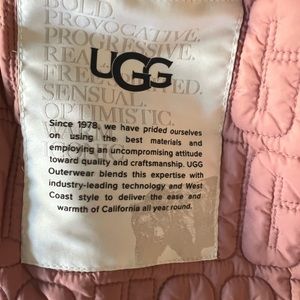 BOLD.
PROVOCATIVE.
PROGRESSIVE.
UGG
SENSUAL.
OPTIMISTIC.
Since 1978, we have prided ourselves
on using the best materials and
employing an uncompromising attitude
toward quality and craftsmanship. UGG
Outerwear blends this expertise with
industry-leading technology and West
Coast style to deliver the ease and
warmth of California all year round.